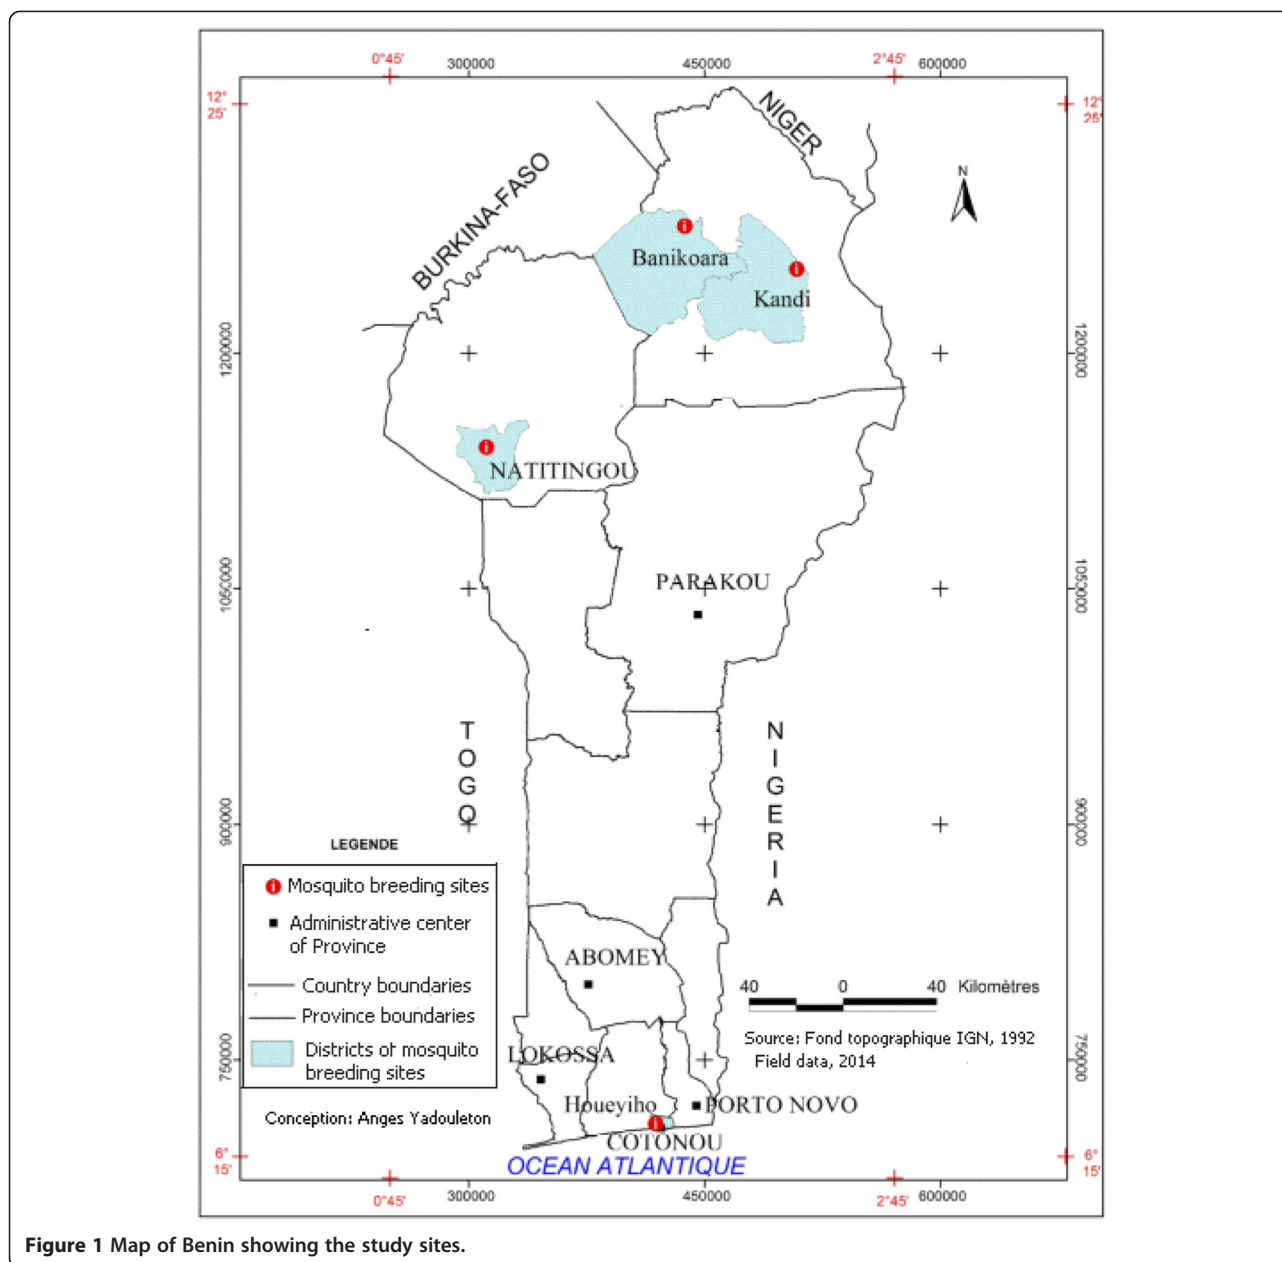 0°45'
300000
450000
2°45'
600000
12°
25'
12°
25'
NIGER
N
BURKINA-FASO
Banikoara
Kandi
1200000
1200000
NATITINGOU
PARAKOU
1050000
1050000
TOGO
NIGERIA
900000
900000
LEGENDE
Mosquito breeding sites
Administrative center
of Province
Country boundaries
Province boundaries
Districts of mosquito
breeding sites
Conception: Anges Yadouleton
ABOMEY
40 0 40 Kilomètres
Source: Fond topographique IGN, 1992
Field data, 2014
750000
750000
LOKOSSA
Houeyiho
PORTO NOVO
COTONOU
OCEAN ATLANTIQUE
6°
15'
6°
15'
0°45'
300000
450000
2°45'
600000
Figure 1 Map of Benin showing the study sites.